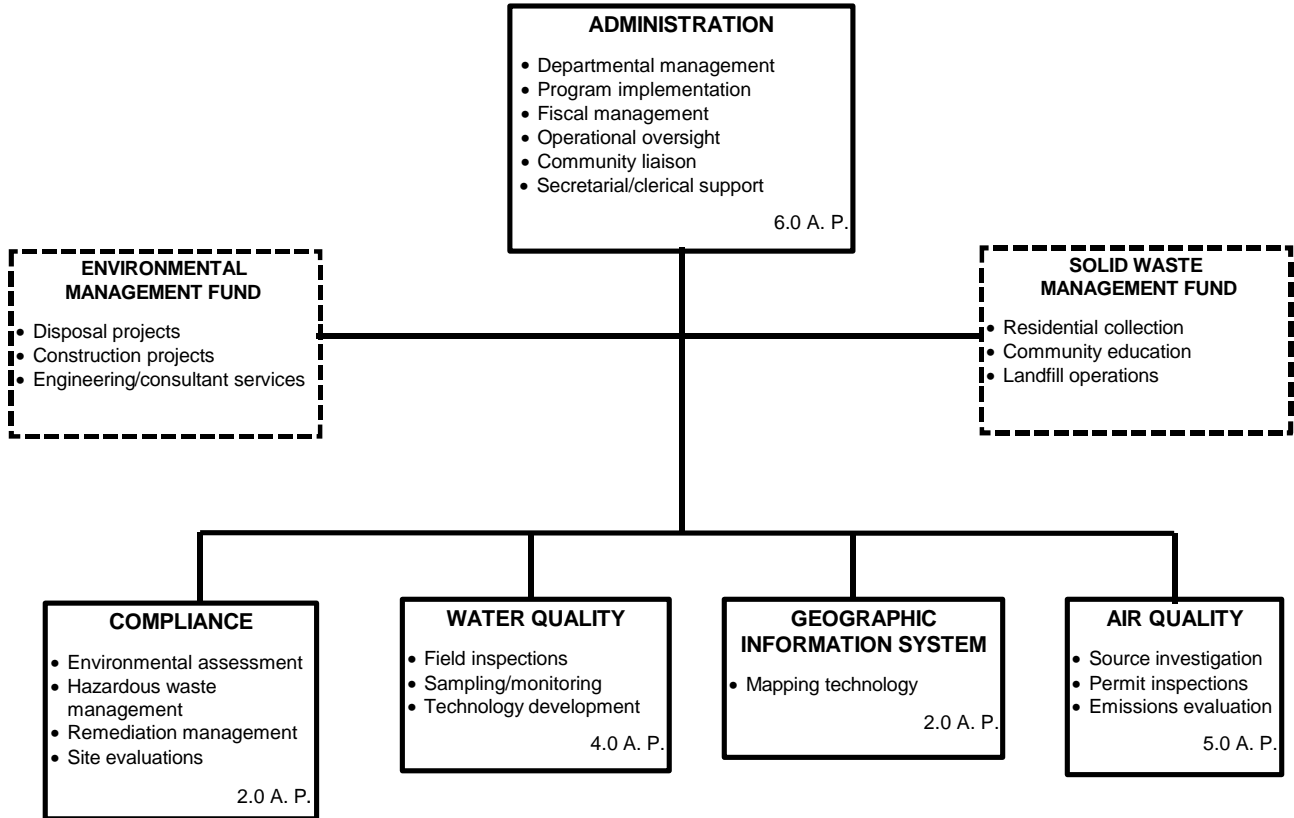 ADMINISTRATION
• Departmental management
• Program implementation
• Fiscal management
• Operational oversight
• Community liaison
• Secretarial/clerical support
6.0 A. P.
ENVIRONMENTAL
MANAGEMENT FUND
• Disposal projects
• Construction projects
• Engineering/consultant services
SOLID WASTE
MANAGEMENT FUND
• Residential collection
• Community education
• Landfill operations
COMPLIANCE
• Environmental assessment
• Hazardous waste
management
• Remediation management
• Site evaluations
2.0 A. P.
WATER QUALITY
• Field inspections
• Sampling/monitoring
• Technology development
4.0 A. P.
GEOGRAPHIC
INFORMATION SYSTEM
• Mapping technology
2.0 A. P.
AIR QUALITY
• Source investigation
• Permit inspections
• Emissions evaluation
5.0 A. P.